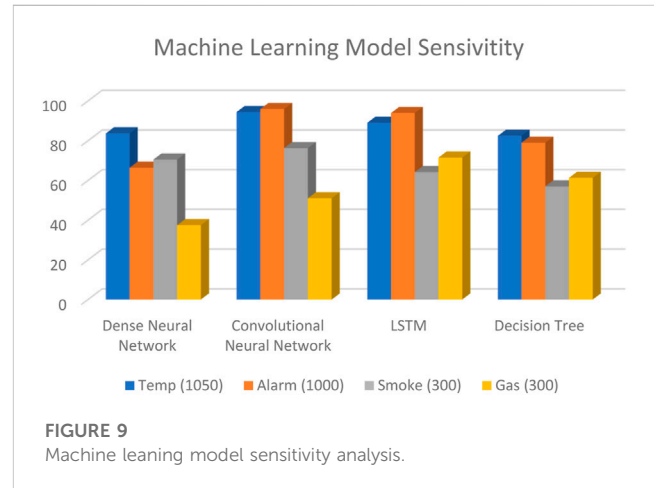 Machine Learning Model Sensivitity
100
80
60
40
20
0
Dense Neural
Network
Convolutional
Neural Network
LSTM
Decision Tree
Temp (1050) Alarm (1000) Smoke (300) Gas (300)
FIGURE 9
Machine leaning model sensitivity analysis.